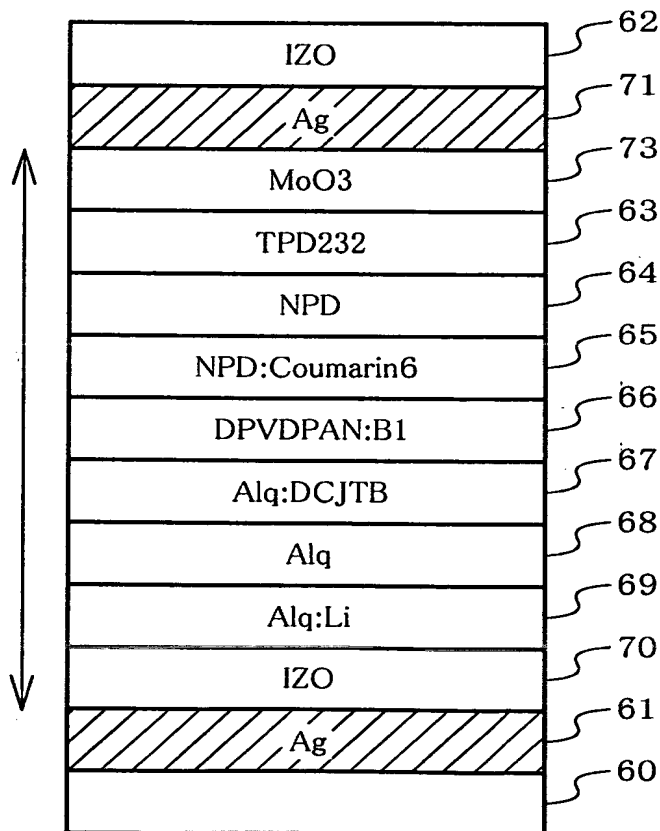 IZO 62
Ag 71
MoO3 73
TPD232 63
NPD 64
NPD:Coumarin6 65
DPVDPAN:B1 66
Alq:DCJTB 67
Alq 68
Alq:Li 69
IZO 70
Ag 61
60